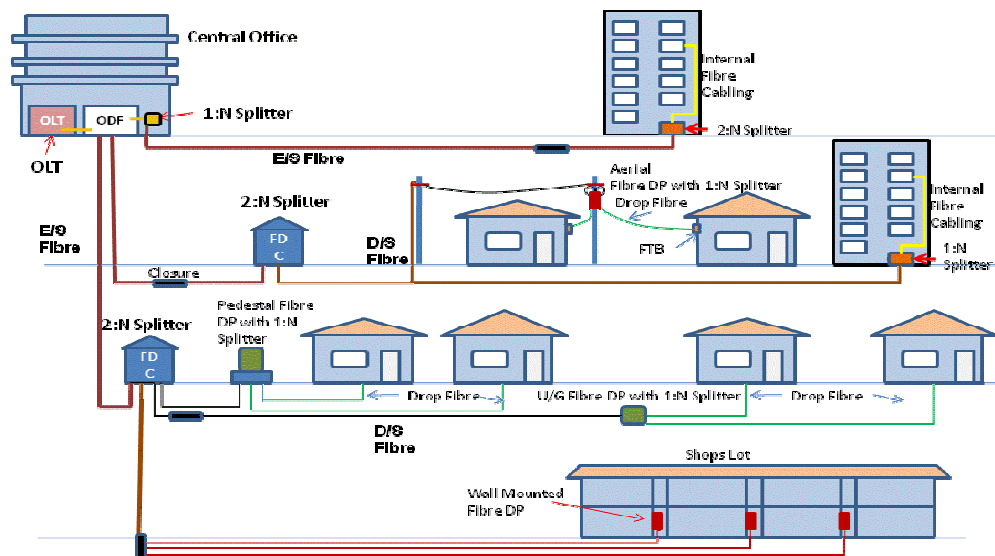 Central Office
OLT
ODF
1:N Splitter
OLT
E/S Fibre
Internal
Fibre
Cabling
2:N Splitter
Aerial
Fibre DP with 1:N Splitter
Drop Fibre
FTB
Internal
Fibre
Cabling
1:N
Splitter
2:N Splitter
FD
C
E/S
Fibre
D/S
Fibre
Closure
2:N Splitter
FD
C
Pedestal Fibre
DP with 1:N
Splitter
Drop Fibre
U/G Fibre DP with 1:N Splitter
Drop Fibre
D/S
Fibre
Shops Lot
Wall Mounted
Fibre DP